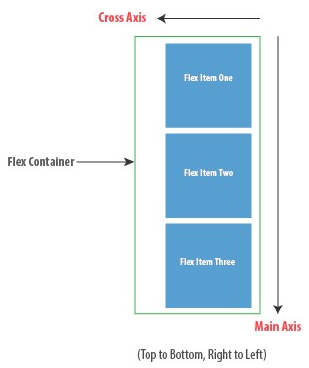 Cross Axis
Flex Item One
Flex Container
Flex Item Two
Flex Item Three
Main Axis
(Top to Bottom, Right to Left)